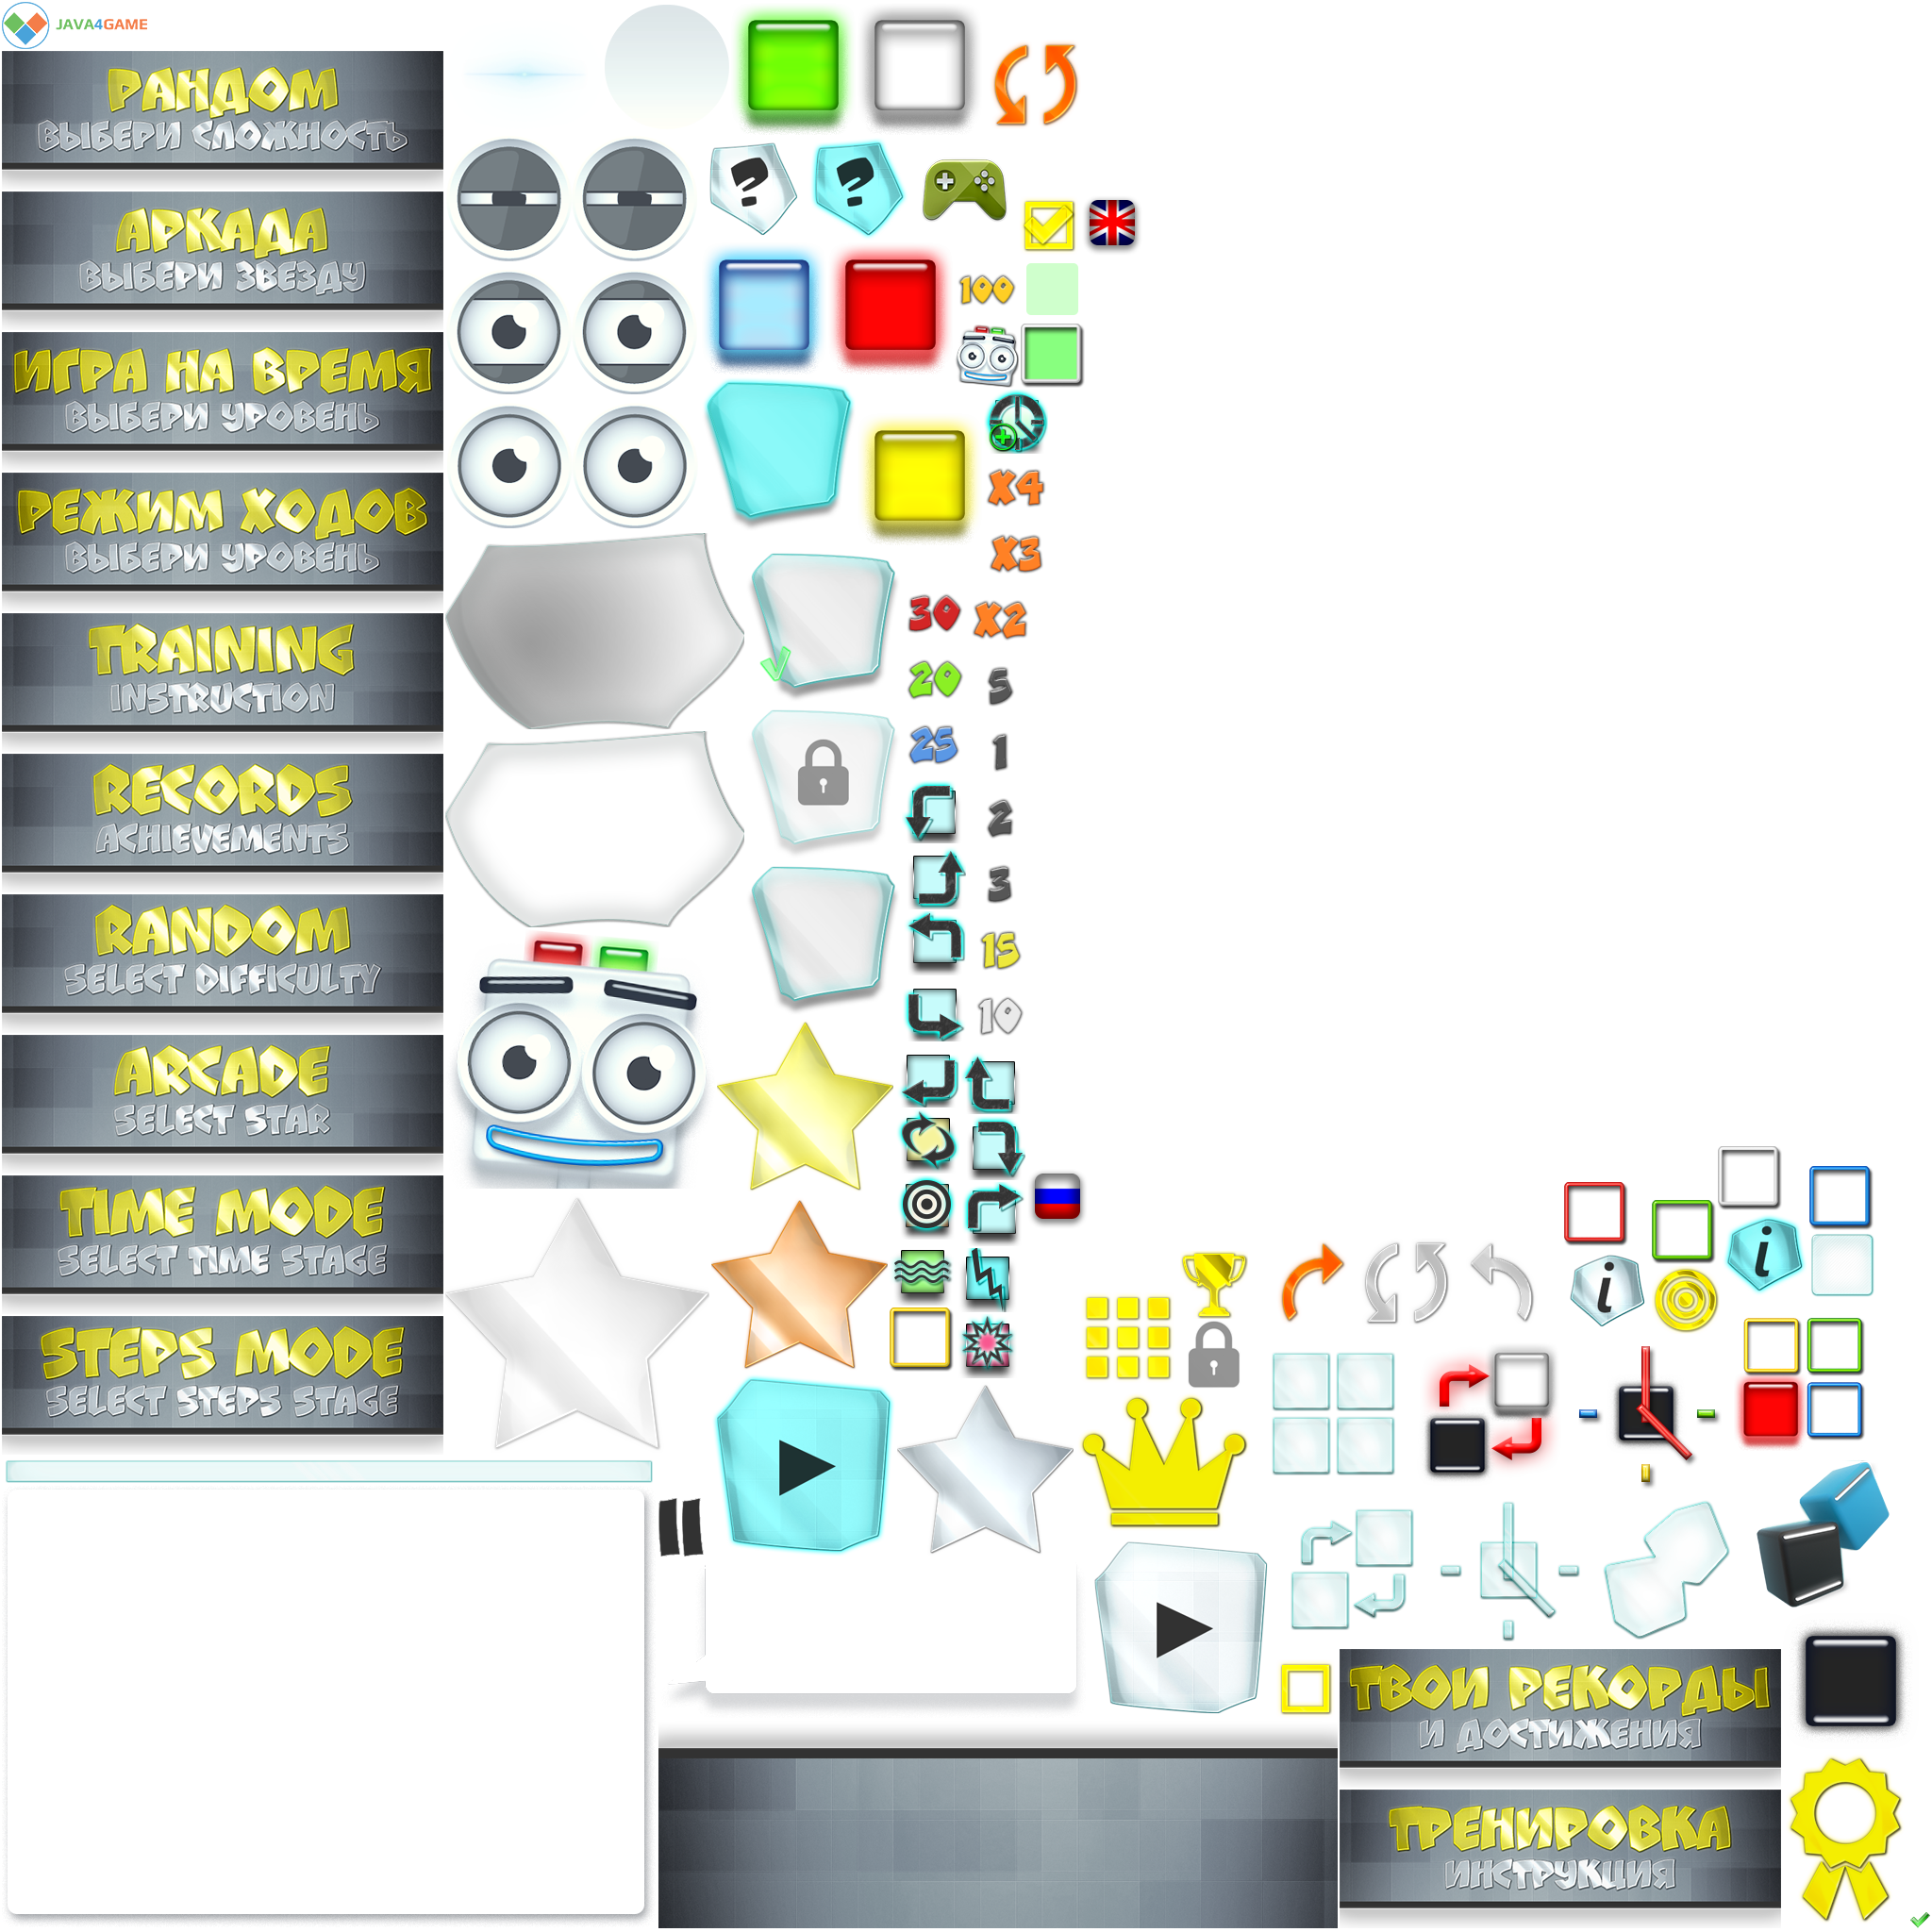 JAVA4GAME
РАНДОМ
ВЫБЕРИ СЛОЖНОСТЬ
АРКАДА
ВЫБЕРИ ЗВЕЗДУ
ИГРА НА ВРЕМЯ
ВЫБЕРИ УРОВЕНЬ
РЕЖИМ ХОДОВ
ВЫБЕРИ УРОВЕНЬ
TRAINING
INSTRUCTION
RECORDS
ACHIEVEMENTS
RANDOM
SELECT DIFFICULTY
ARCADE
SELECT STAR
TIME MODE
SELECT TIME STAGE
STEPS MODE
SELECT STEPS STAGE
?
?
100
X4
X3
30
X2
20
5
25
1
2
3
15
10
i
i
ТВОИ РЕКОРДЫ
И ДОСТИЖЕНИЯ
ТРЕНИРОВКА
ИНСТРУКЦИЯ